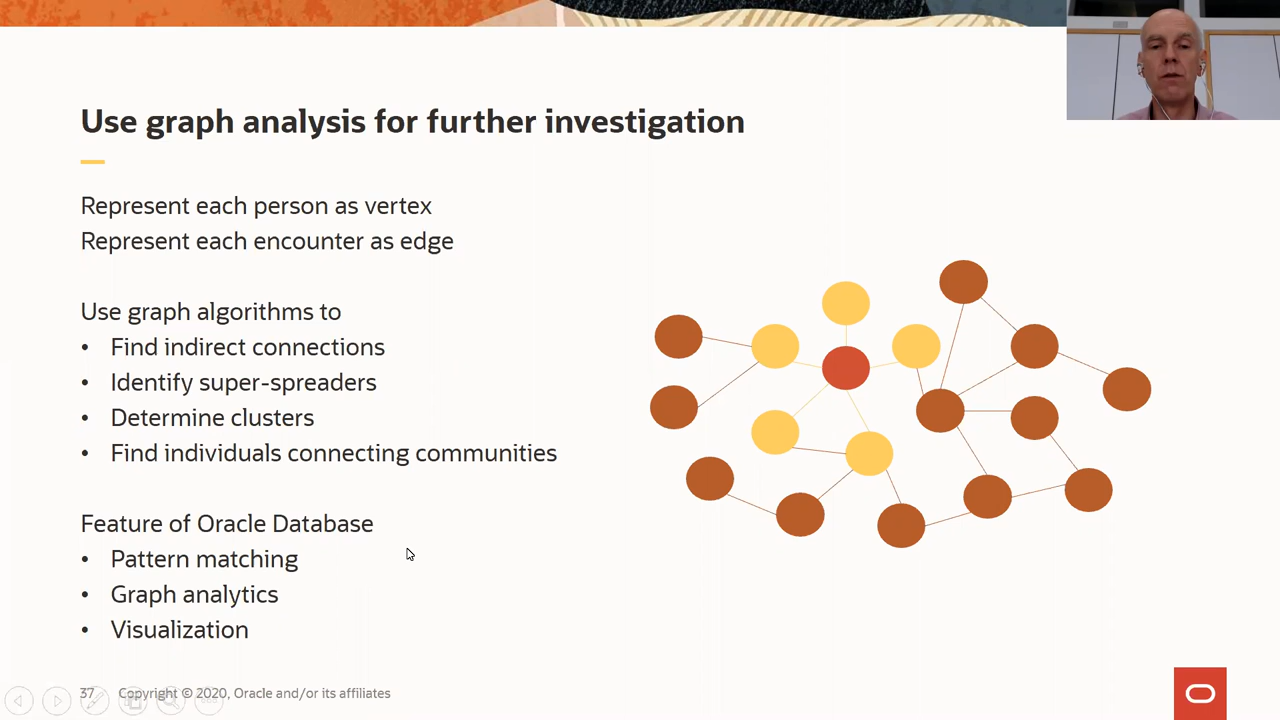 Use graph analysis for further investigation
Represent each person as vertex
Represent each encounter as edge
Use graph algorithms to
• Find indirect connections
• Identify super-spreaders
• Determine clusters
• Find individuals connecting communities
Feature of Oracle Database
• Pattern matching
• Graph analytics
• Visualization
37 Copyright © 2020, Oracle and/or its affiliates